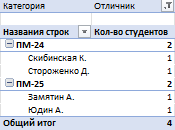 Категория Отличник
Названия строк Кол-во студентов
ПМ-24 2
Скибинская К. 1
Стороженко Д. 1
ПМ-25 2
Замятин А. 1
Юдин А. 1
Общий итог 4